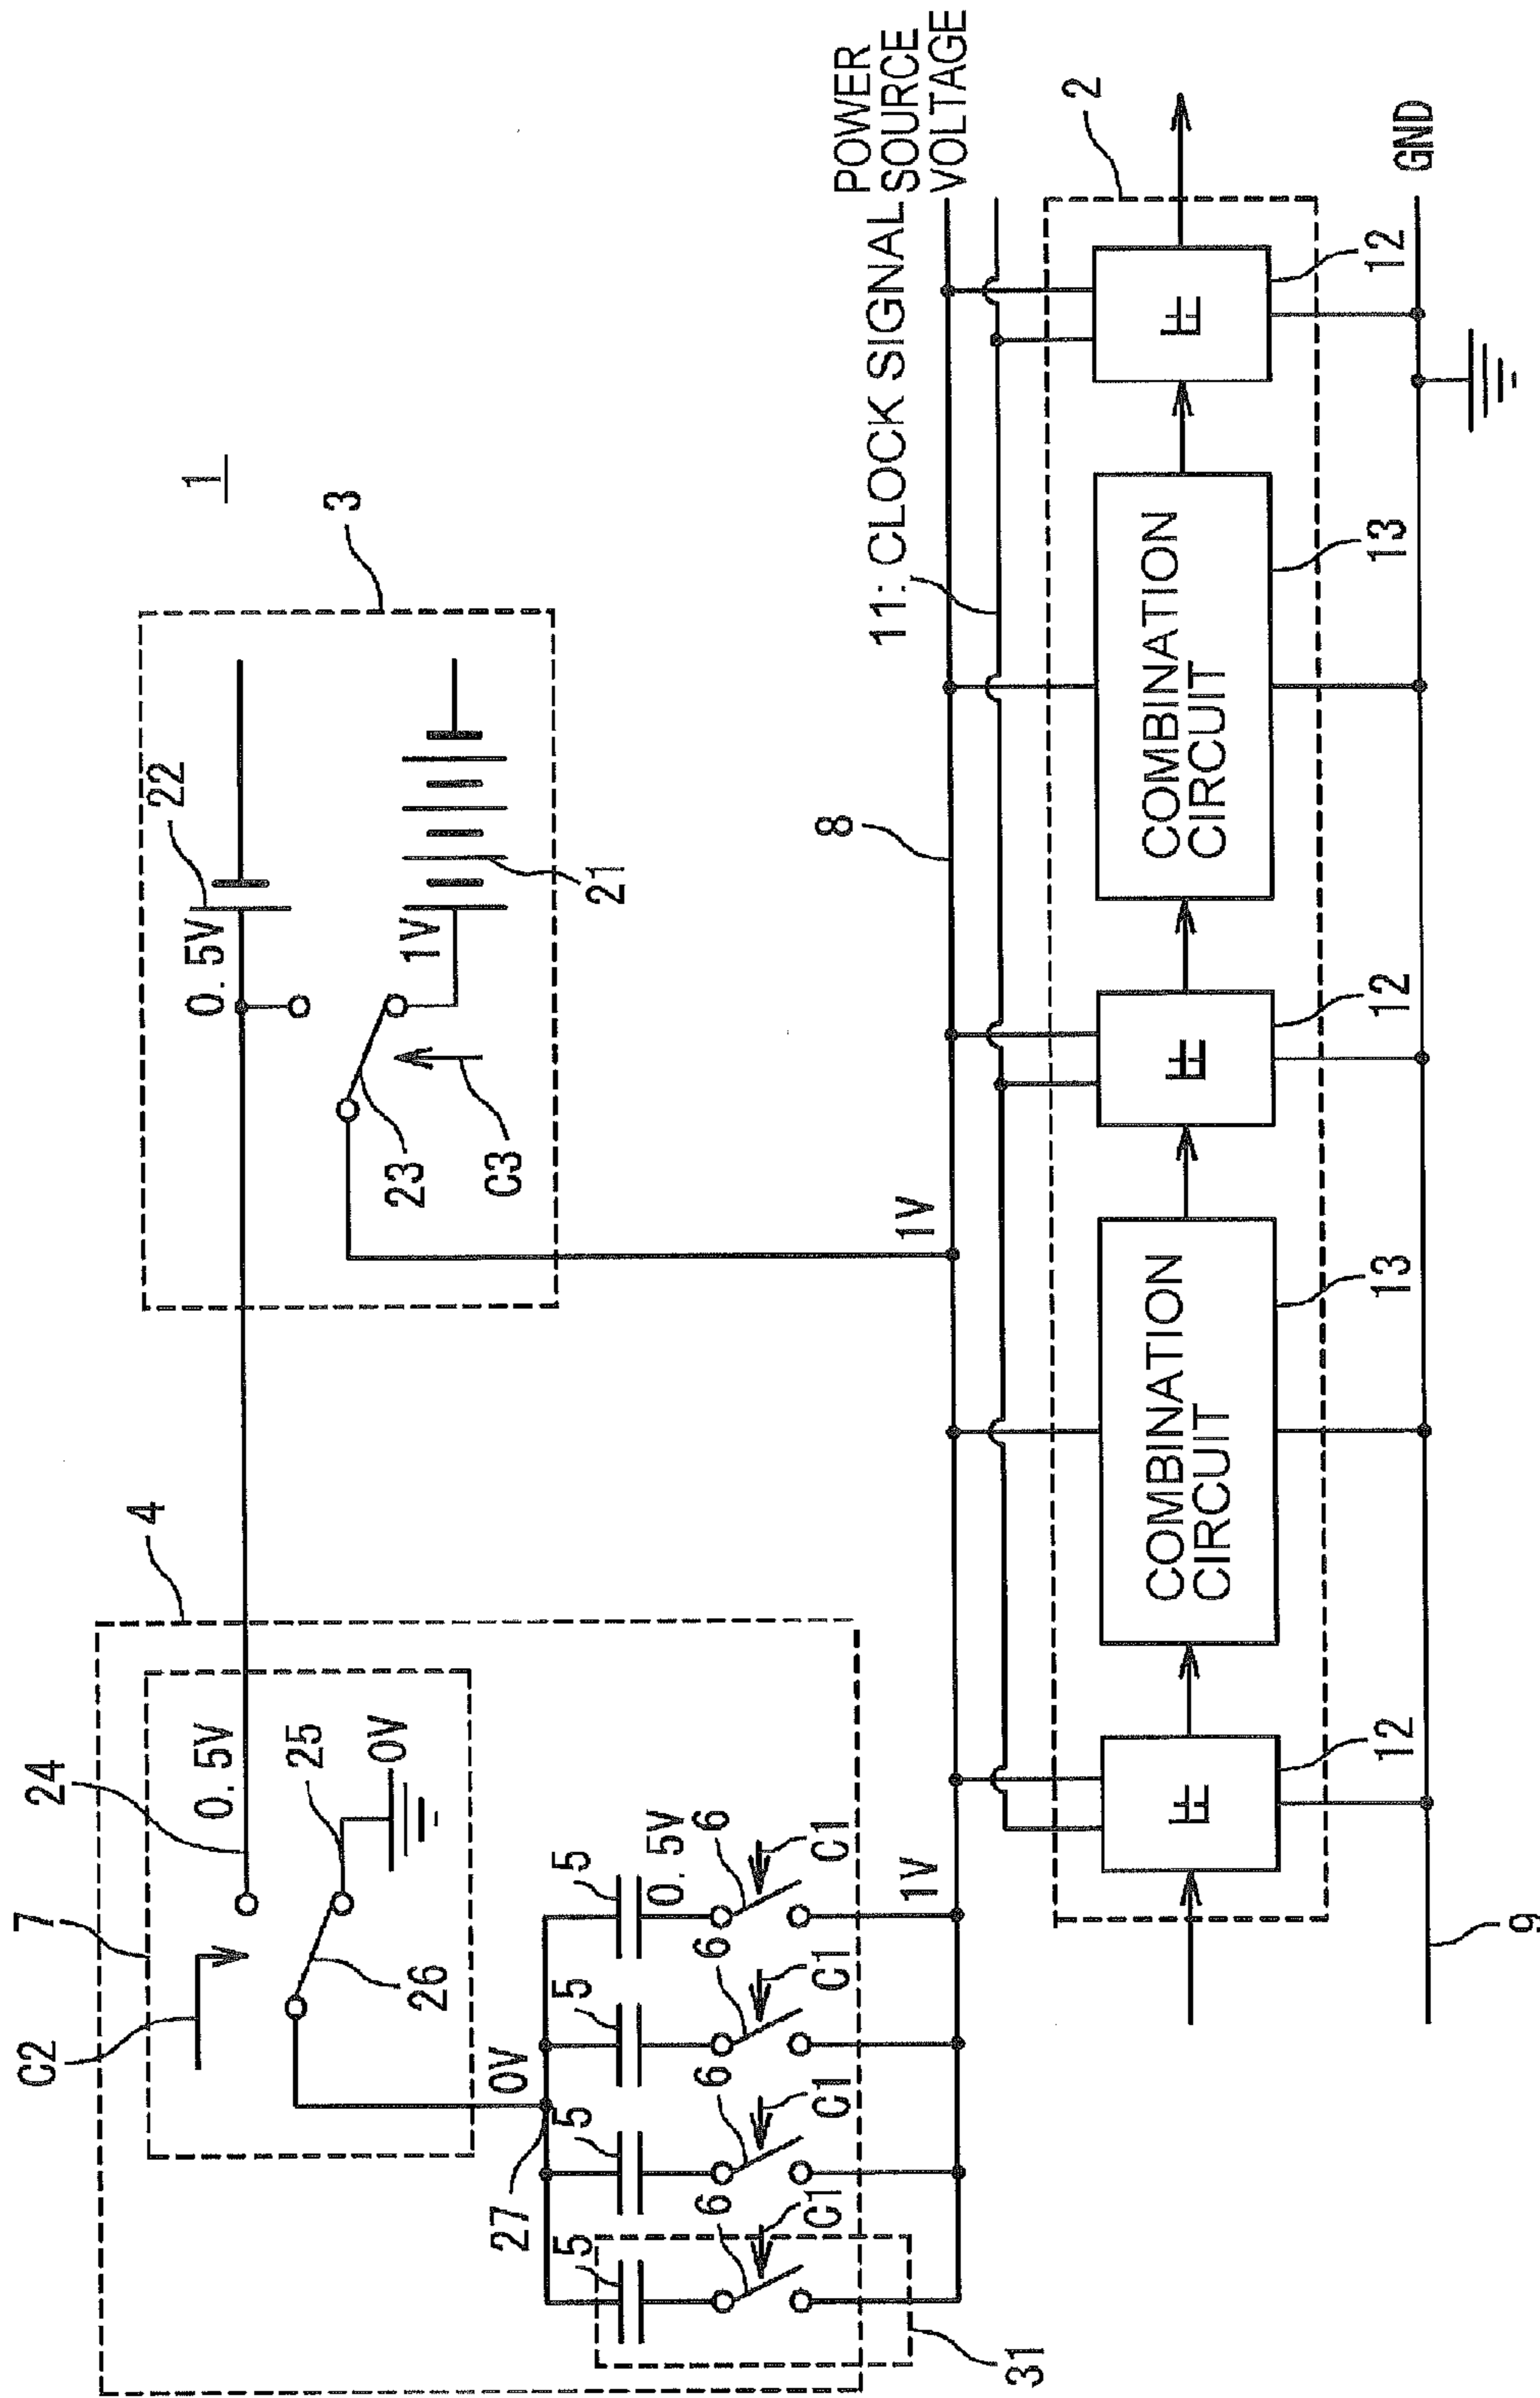 1
3
22
0. 5V
1V
21
23
C3
4
24
7
C2
0. 5V
25
0V
26
0V
27
5
5
5
5
0. 5V
6
6
6
6
C1
C1
C1
C1
31
1V
1V
8
11: CLOCK SIGNAL
POWER
SOURCE
VOLTAGE
2
FF
COMBINATION
CIRCUIT
FF
COMBINATION
CIRCUIT
FF
12
13
12
13
12
9
GND